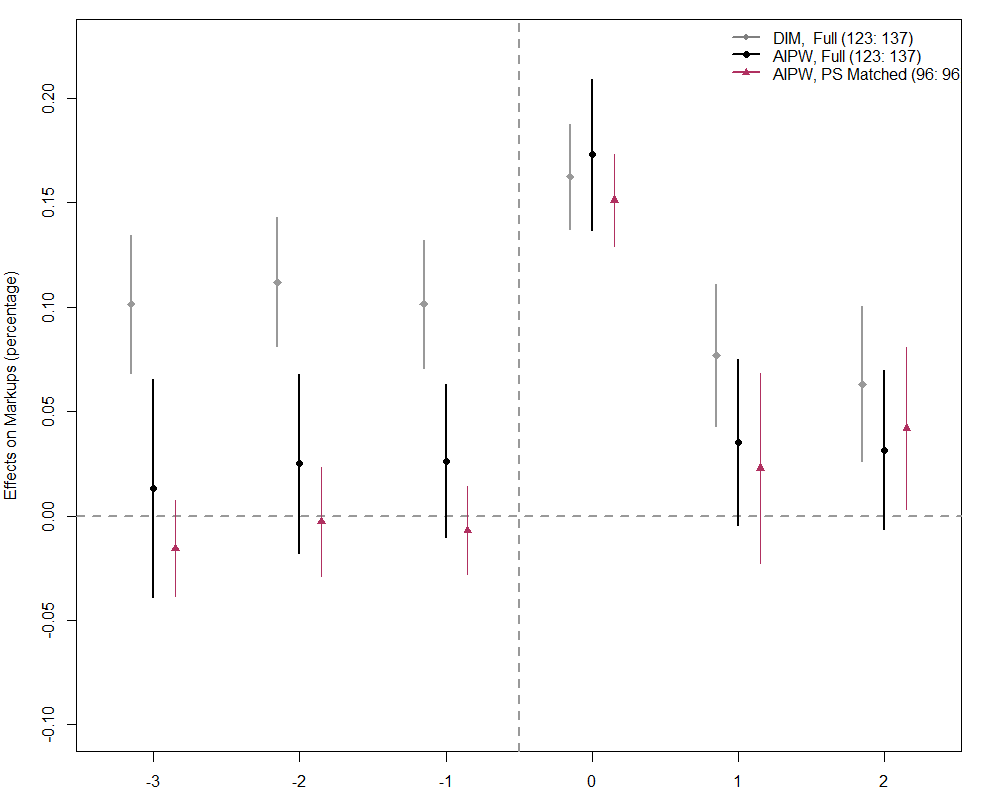 DIM,  Full (123: 137)
AIPW, Full (123: 137)
AIPW, PS Matched (96: 96
Effects on Markups (percentage)
0.20
0.15
0.10
0.05
0.00
-0.05
-0.10
-3 -2 -1 0 1 2